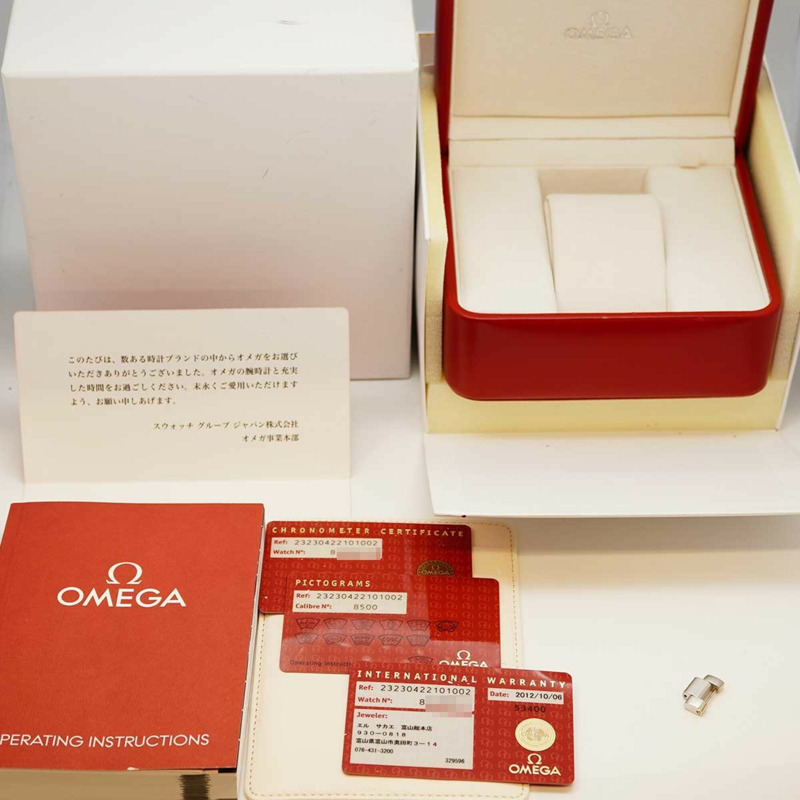 OMEGA
このたびは、数ある時計ブランドの中からオメガをお選び
いただきありがとうございました。オメガの腕時計と充実
した時間をお過ごしください。末永くご愛用いただけます
よう、お願い申しあげます。
スウォッチ グループ ジャパン株式会社
オメガ事業本部
OMEGA
PERATING INSTRUCTIONS
CHRONOMETER CERTIFICATE
Ref: 23230422101002
Watch Nº: 8
PICTOGRAMS
Ref: 23230422101002
Calibre Nº: 8500
Operating Instructi
OMEGA
INTERNATIONAL WARRANTY
Ref: 23230422101002
Date: 2012/10/06
Watch Nº: 8
53400
Jeweler:
エル サカエ 富山総本店
930-0818
富山県富山市奥田町3-14
076-431-3200
329596
OMEGA